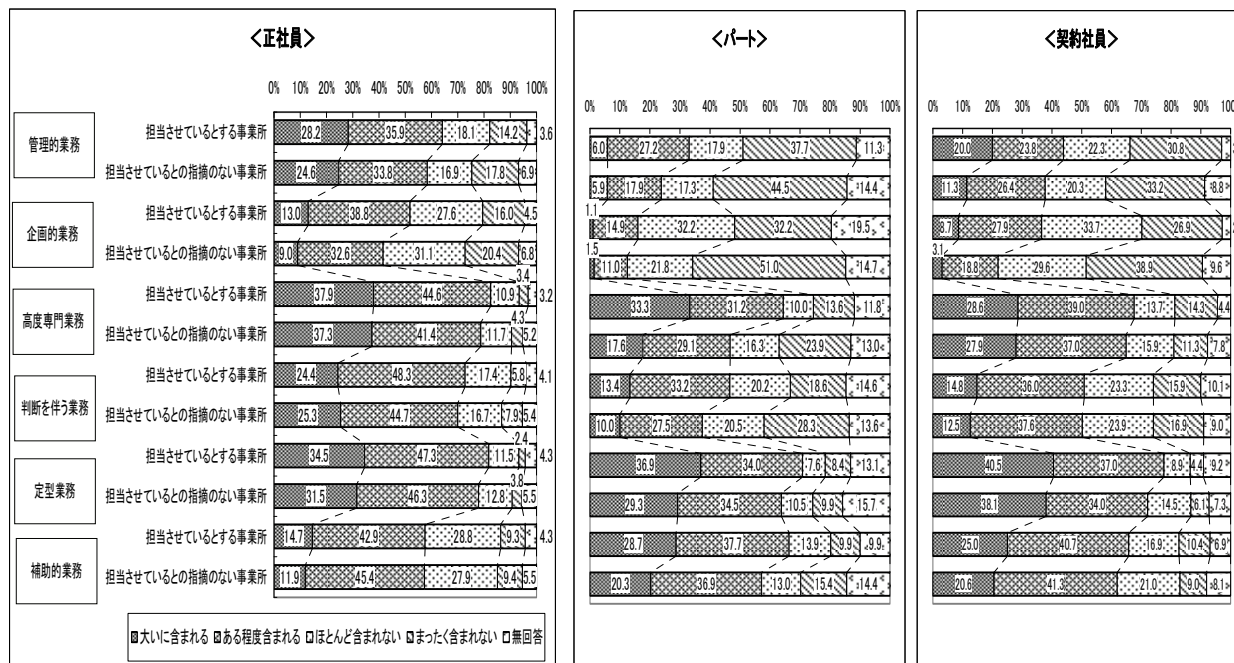 <正社員>
<パート>
<契約社員>
0% 10% 20% 30% 40% 50% 60% 70% 80% 90% 100%
0% 10% 20% 30% 40% 50% 60% 70% 80% 90% 100%
0% 10% 20% 30% 40% 50% 60% 70% 80% 90% 100%
管理的業務
担当させているとする事業所 28.2 35.9 18.1 14.2 3.6
6.0 27.2 17.9 37.7 11.3
20.0 23.8 22.3 30.8
担当させているとの指摘のない事業所 24.6 33.8 16.9 17.8 6.9
5.9 17.9 17.3 44.5 14.4
11.3 26.4 20.3 33.2 8.8
企画的業務
担当させているとする事業所 13.0 38.8 27.6 16.0 4.5
1.1 14.9 32.2 32.2 19.5
8.7 27.9 33.7 26.9
担当させているとの指摘のない事業所 9.0 32.6 31.1 20.4 6.8
1.5 11.0 21.8 51.0 14.7
3.1 18.8 29.6 38.9 9.6
高度専門業務
担当させているとする事業所 37.9 44.6 10.9 3.4 3.2
33.3 31.2 10.0 13.6 11.8
28.6 39.0 13.7 14.3 4.4
担当させているとの指摘のない事業所 37.3 41.4 11.7 4.3 5.2
17.6 29.1 16.3 23.9 13.0
27.9 37.0 15.9 11.3 7.8
判断を伴う業務
担当させているとする事業所 24.4 48.3 17.4 5.8 4.1
13.4 33.2 20.2 18.6 14.6
14.8 36.0 23.3 15.9 10.1
担当させているとの指摘のない事業所 25.3 44.7 16.7 7.9 5.4
10.0 27.5 20.5 28.3 13.6
12.5 37.6 23.9 16.9 9.0
定型業務
担当させているとする事業所 34.5 47.3 11.5 2.4 4.3
36.9 34.0 7.6 8.4 13.1
40.5 37.0 8.9 4.4 9.2
担当させているとの指摘のない事業所 31.5 46.3 12.8 3.8 5.5
29.3 34.5 10.5 9.9 15.7
38.1 34.0 14.5 6.1 7.3
補助的業務
担当させているとする事業所 14.7 42.9 28.8 9.3 4.3
28.7 37.7 13.9 9.9 9.9
25.0 40.7 16.9 10.4 6.9
担当させているとの指摘のない事業所 11.9 45.4 27.9 9.4 5.5
20.3 36.9 13.0 15.4 14.4
20.6 41.3 21.0 9.0 8.1
大いに含まれる ある程度含まれる ほとんど含まれない まったく含まれない 無回答